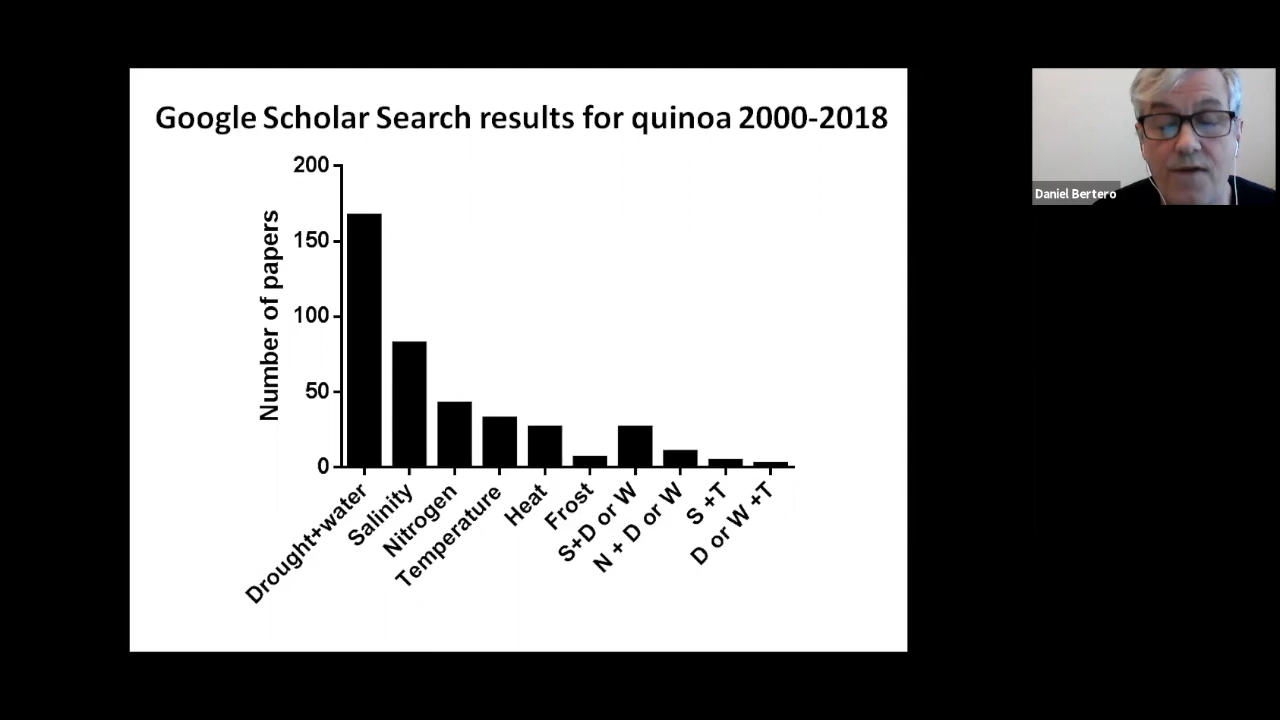 Google Scholar Search results for quinoa 2000-2018
Number of papers
200
150
100
50
0
Drought+water
Salinity
Nitrogen
Temperature
Heat
Frost
S+D or W
N + D or W
S +T
D or W +T
Daniel Bertero